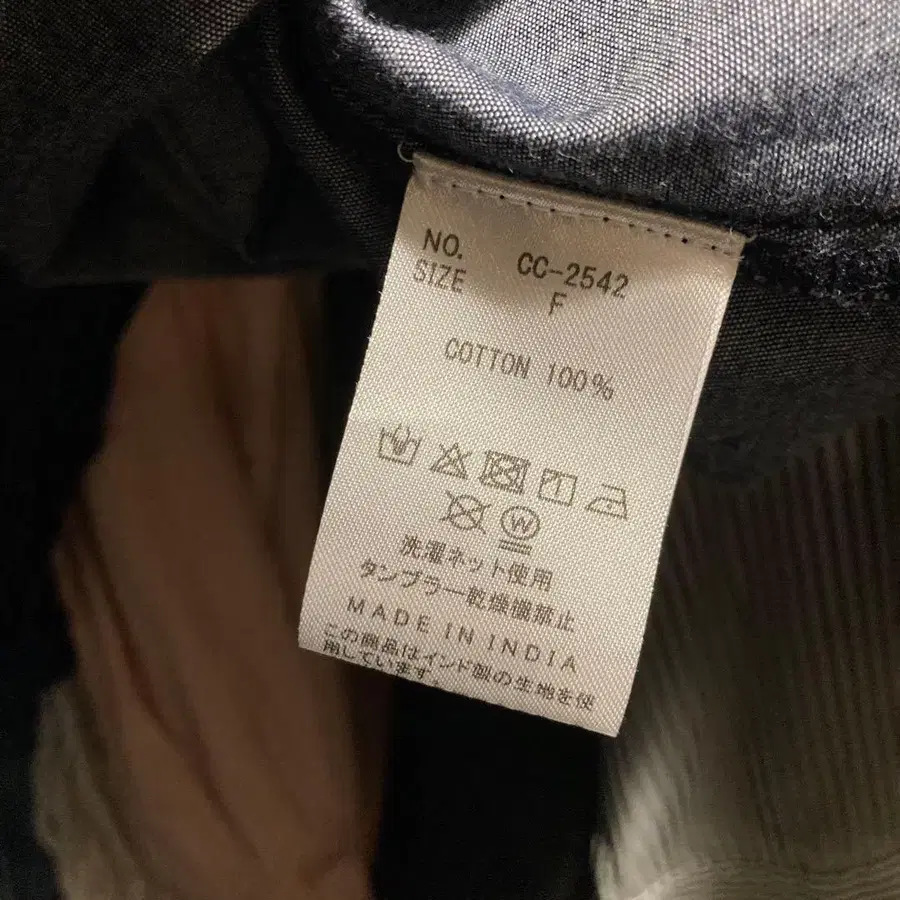 NO. CC-2542
SIZE F
COTTON 100%
W
洗濯ネット使用
タンブラー乾燥機禁止
MADE IN INDIA
この商品はインド製の生地を使
用しています。